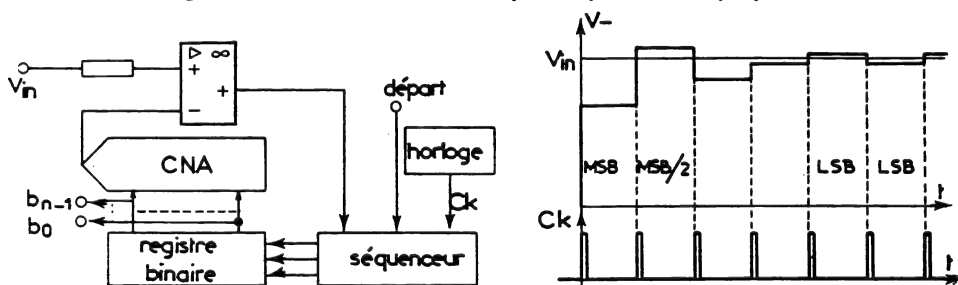 Vin
▷ ∞
+
+
-
CNA
bn-1
b0
registre
binaire
départ
horloge
Ck
séquenceur
V-
Vin
MSB
MSB/2
LSB
LSB
t
Ck
t